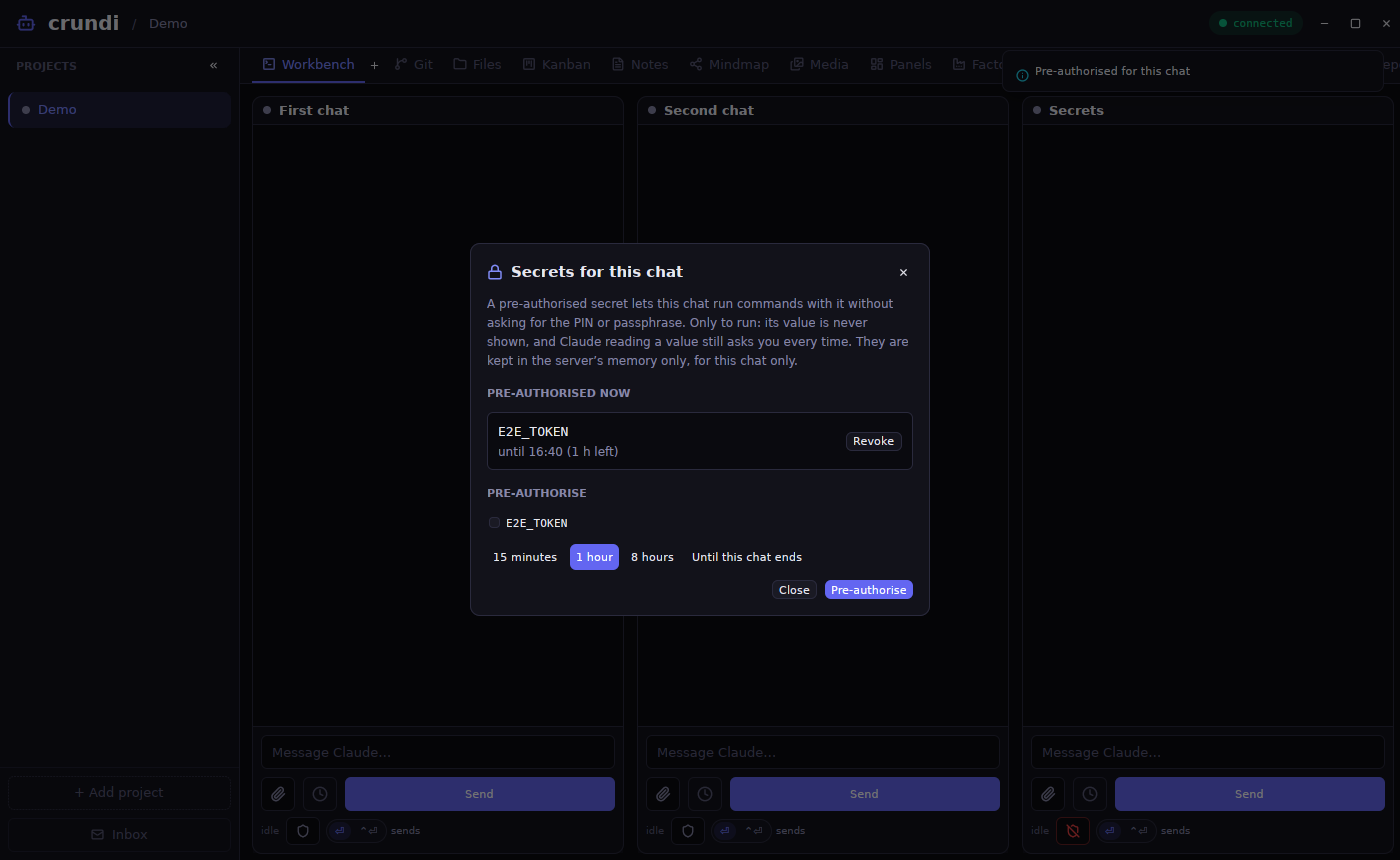 crundi / Demo
connected
PROJECTS «
Demo
Workbench + Git Files Kanban Notes Mindmap Media Panels
Pre-authorised for this chat
First chat
Second chat
Secrets
Secrets for this chat
A pre-authorised secret lets this chat run commands with it without
asking for the PIN or passphrase. Only to run: its value is never
shown, and Claude reading a value still asks you every time. They are
kept in the server’s memory only, for this chat only.
PRE-AUTHORISED NOW
E2E_TOKEN
until 16:40 (1 h left)
Revoke
PRE-AUTHORISE
E2E_TOKEN
15 minutes 1 hour 8 hours Until this chat ends
Close Pre-authorise
Message Claude… Message Claude… Message Claude…
Send Send Send
idle ⏎ ^⏎ sends idle ⏎ ^⏎ sends idle ⏎ ^⏎ sends
+ Add project
Inbox